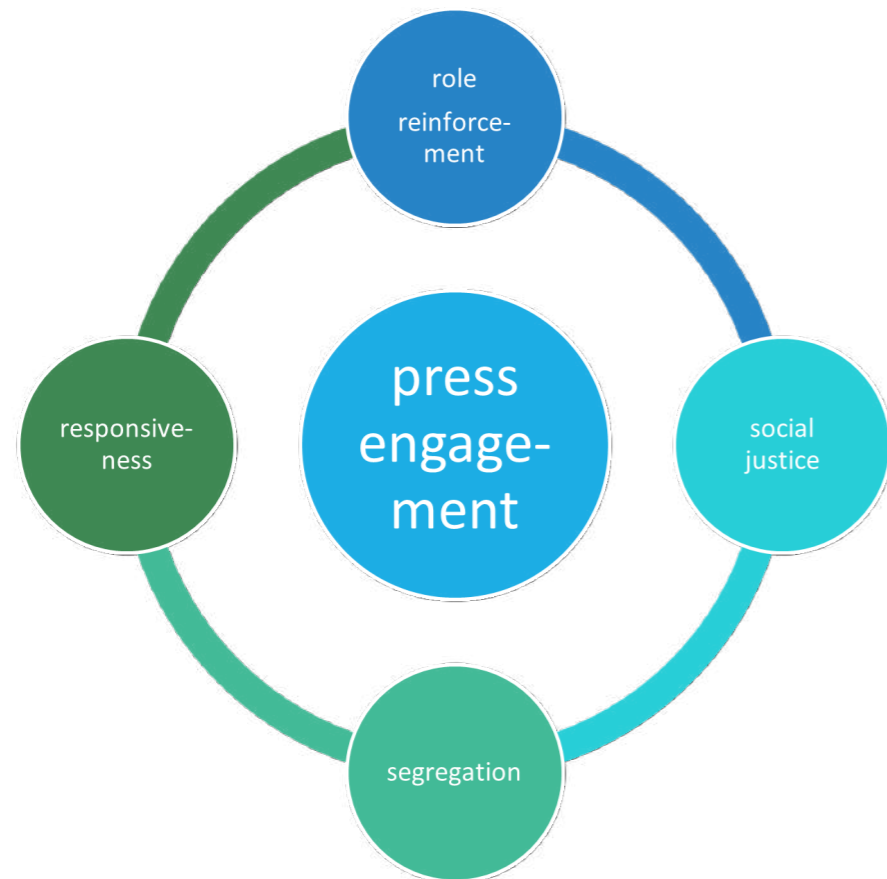 role
reinforce-
ment
press
engage-
ment
responsive-
ness
social
justice
segregation